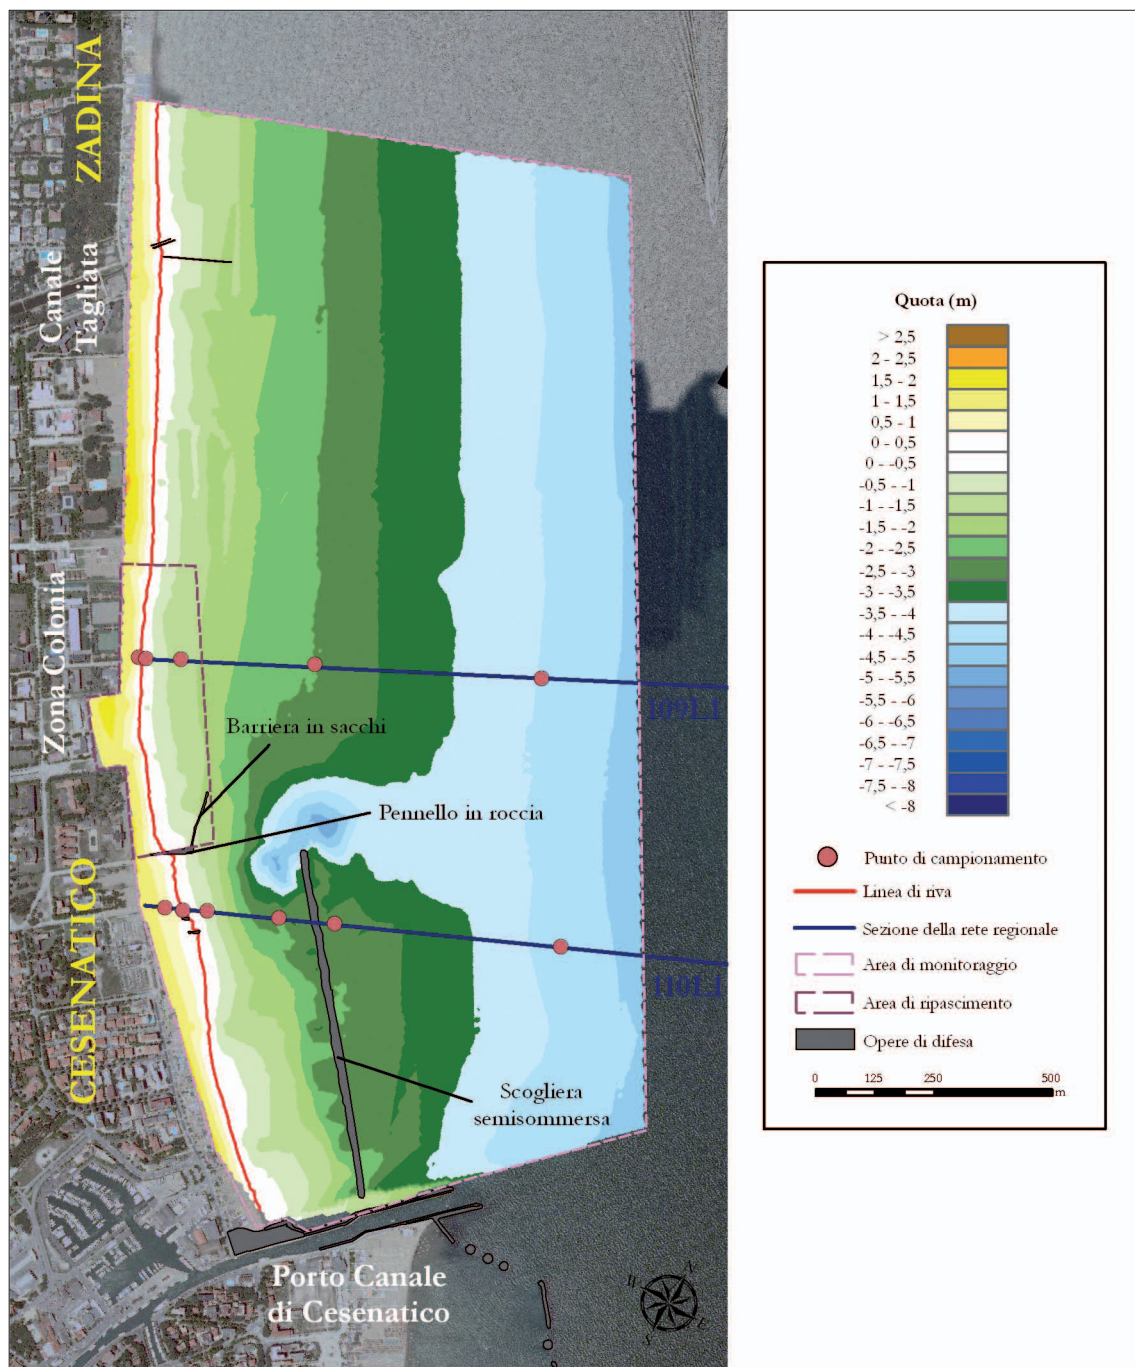 ZADINA
Canale
Tagliata
Zona Colonia
CESENATICO
Barriera in sacchi
Pennello in roccia
109L1
110L1
Scogliera
semisommersa
Porto Canale
di Cesenatico
N
E
S
W
Quota (m)
> 2,5
2 - 2,5
1,5 - 2
1 - 1,5
0,5 - 1
0 - 0,5
0 - -0,5
-0,5 - -1
-1 - -1,5
-1,5 - -2
-2 - -2,5
-2,5 - -3
-3 - -3,5
-3,5 - -4
-4 - -4,5
-4,5 - -5
-5 - -5,5
-5,5 - -6
-6 - -6,5
-6,5 - -7
-7 - -7,5
-7,5 - -8
< -8
Punto di campionamento
Linea di riva
Sezione della rete regionale
Area di monitoraggio
Area di ripascimento
Opere di difesa
0 125 250 500
m